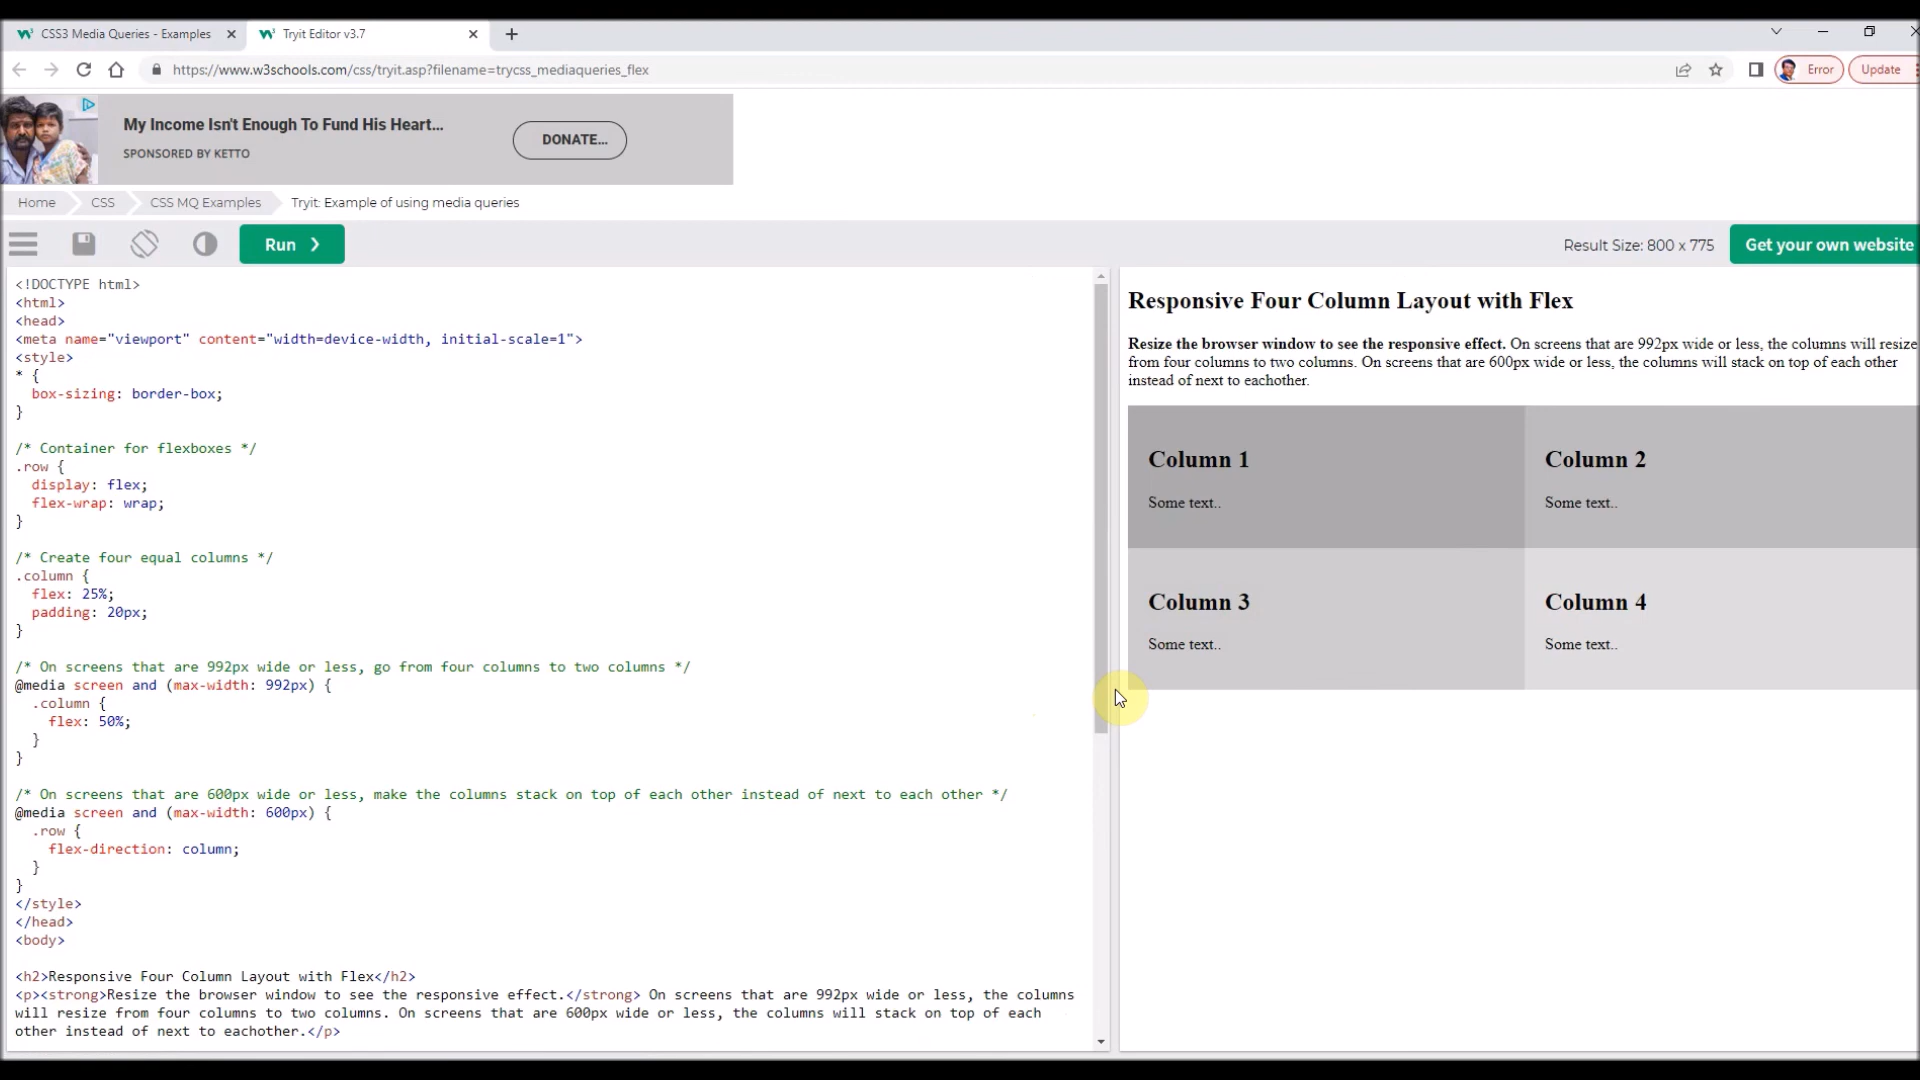 CSS3 Media Queries - Examples
Tryit Editor v3.7
https://www.w3schools.com/css/tryit.asp?filename=trycss_mediaqueries_flex
Error
Update
My Income Isn't Enough To Fund His Heart...
SPONSORED BY KETTO
DONATE...
Home
CSS
CSS MQ Examples
Tryit: Example of using media queries
Run ❯
Result Size: 800 x 775
Get your own website
<!DOCTYPE html>
<html>
<head>
<meta name="viewport" content="width=device-width, initial-scale=1">
<style>
* {
  box-sizing: border-box;
}
/* Container for flexboxes */
.row {
  display: flex;
  flex-wrap: wrap;
}
/* Create four equal columns */
.column {
  flex: 25%;
  padding: 20px;
}
/* On screens that are 992px wide or less, go from four columns to two columns */
@media screen and (max-width: 992px) {
  .column {
    flex: 50%;
  }
}
/* On screens that are 600px wide or less, make the columns stack on top of each other instead of next to each other */
@media screen and (max-width: 600px) {
  .row {
    flex-direction: column;
  }
}
</style>
</head>
<body>
<h2>Responsive Four Column Layout with Flex</h2>
<p><strong>Resize the browser window to see the responsive effect.</strong> On screens that are 992px wide or less, the columns
will resize from four columns to two columns. On screens that are 600px wide or less, the columns will stack on top of each
other instead of next to eachother.</p>
Responsive Four Column Layout with Flex
Resize the browser window to see the responsive effect. On screens that are 992px wide or less, the columns will resize
from four columns to two columns. On screens that are 600px wide or less, the columns will stack on top of each other
instead of next to eachother.
Column 1
Some text..
Column 2
Some text..
Column 3
Some text..
Column 4
Some text..